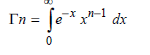 Γn = ∫₀^∞ e^{-x} x^{n-1} dx